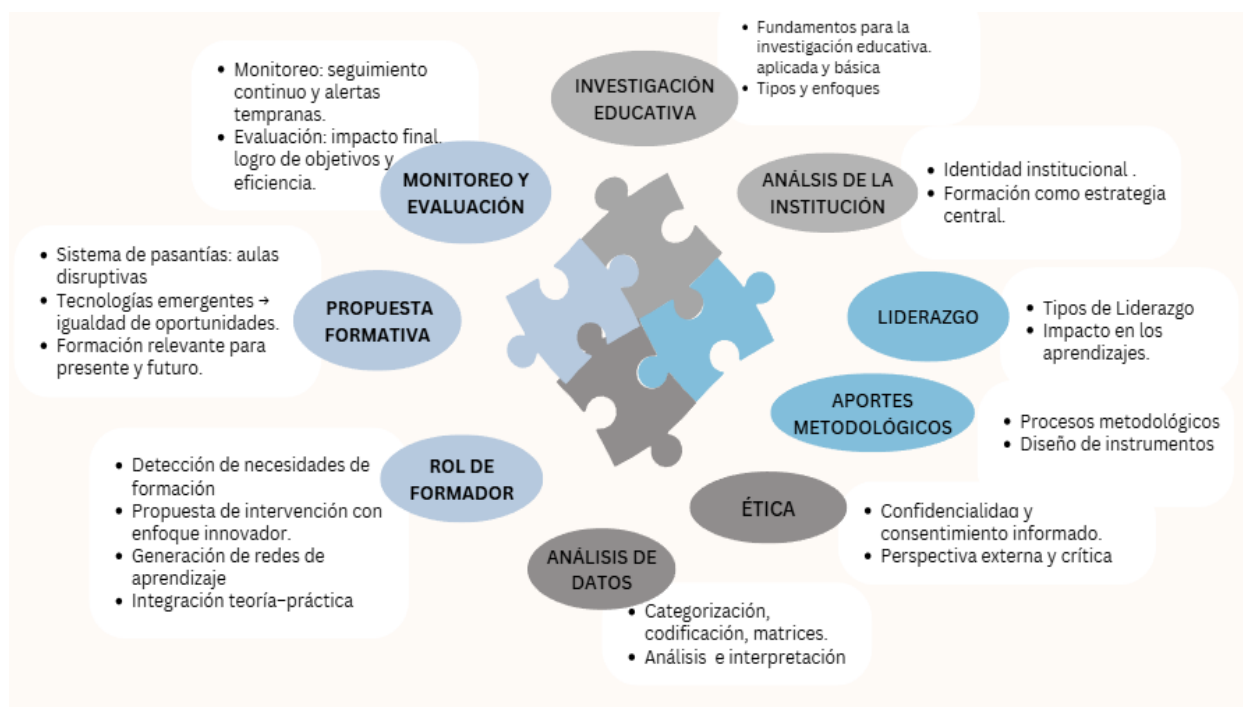 INVESTIGACIÓN
EDUCATIVA
• Fundamentos para la
investigación educativa.
aplicada y básica
• Tipos y enfoques
ANÁLSIS DE LA
INSTITUCIÓN
• Identidad institucional .
• Formación como estrategia
central.
LIDERAZGO
• Tipos de Liderazgo
• Impacto en los
aprendizajes.
APORTES
METODOLÓGICOS
• Procesos metodológicos
• Diseño de instrumentos
ÉTICA
• Confidencialidad y
consentimiento informado.
• Perspectiva externa y crítica
ANÁLISIS DE
DATOS
• Categorización,
codificación, matrices.
• Análisis e interpretación
ROL DE
FORMADOR
• Detección de necesidades de
formación
• Propuesta de intervención con
enfoque innovador.
• Generación de redes de
aprendizaje
• Integración teoría–práctica
PROPUESTA
FORMATIVA
• Sistema de pasantías: aulas
disruptivas
• Tecnologías emergentes →
igualdad de oportunidades.
• Formación relevante para
presente y futuro.
MONITOREO Y
EVALUACIÓN
• Monitoreo: seguimiento
continuo y alertas
tempranas.
• Evaluación: impacto final,
logro de objetivos y
eficiencia.